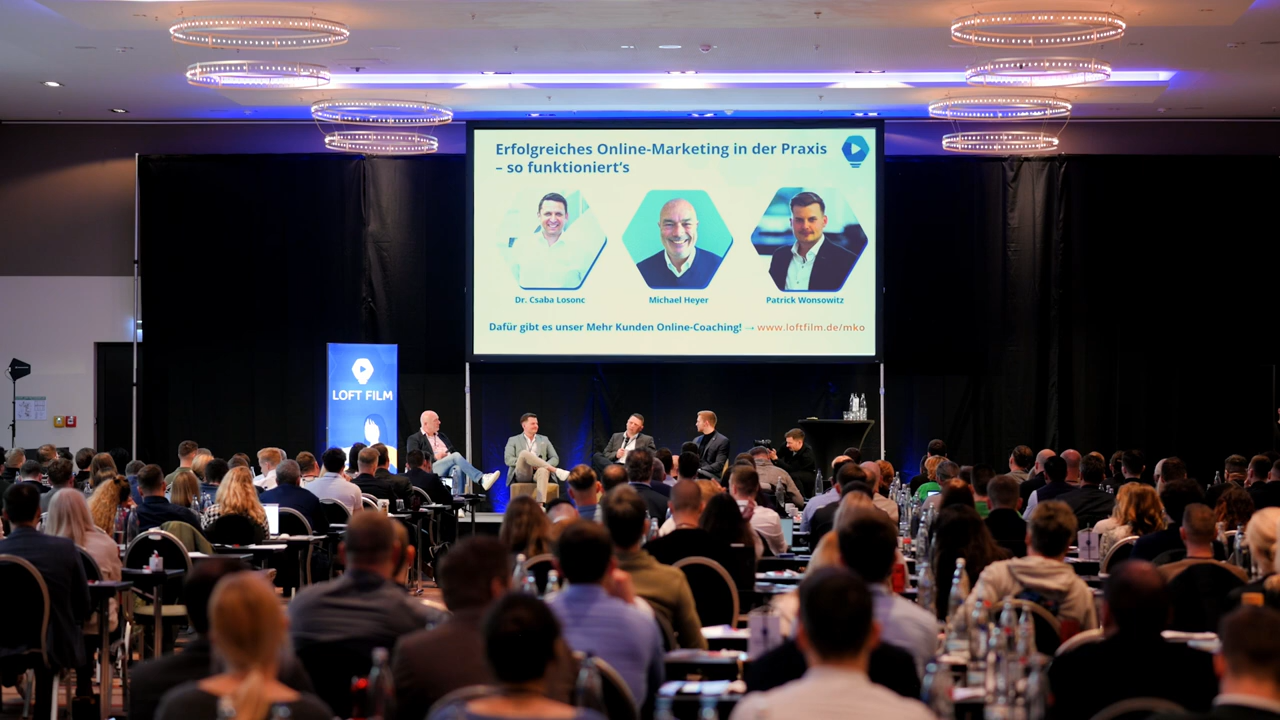 Erfolgreiches Online-Marketing in der Praxis
– so funktioniert's
Dr. Csaba Losonc
Michael Heyer
Patrick Wonsowitz
Dafür gibt es unser Mehr Kunden Online-Coaching! → www.loftfilm.de/mko
LOFT FILM